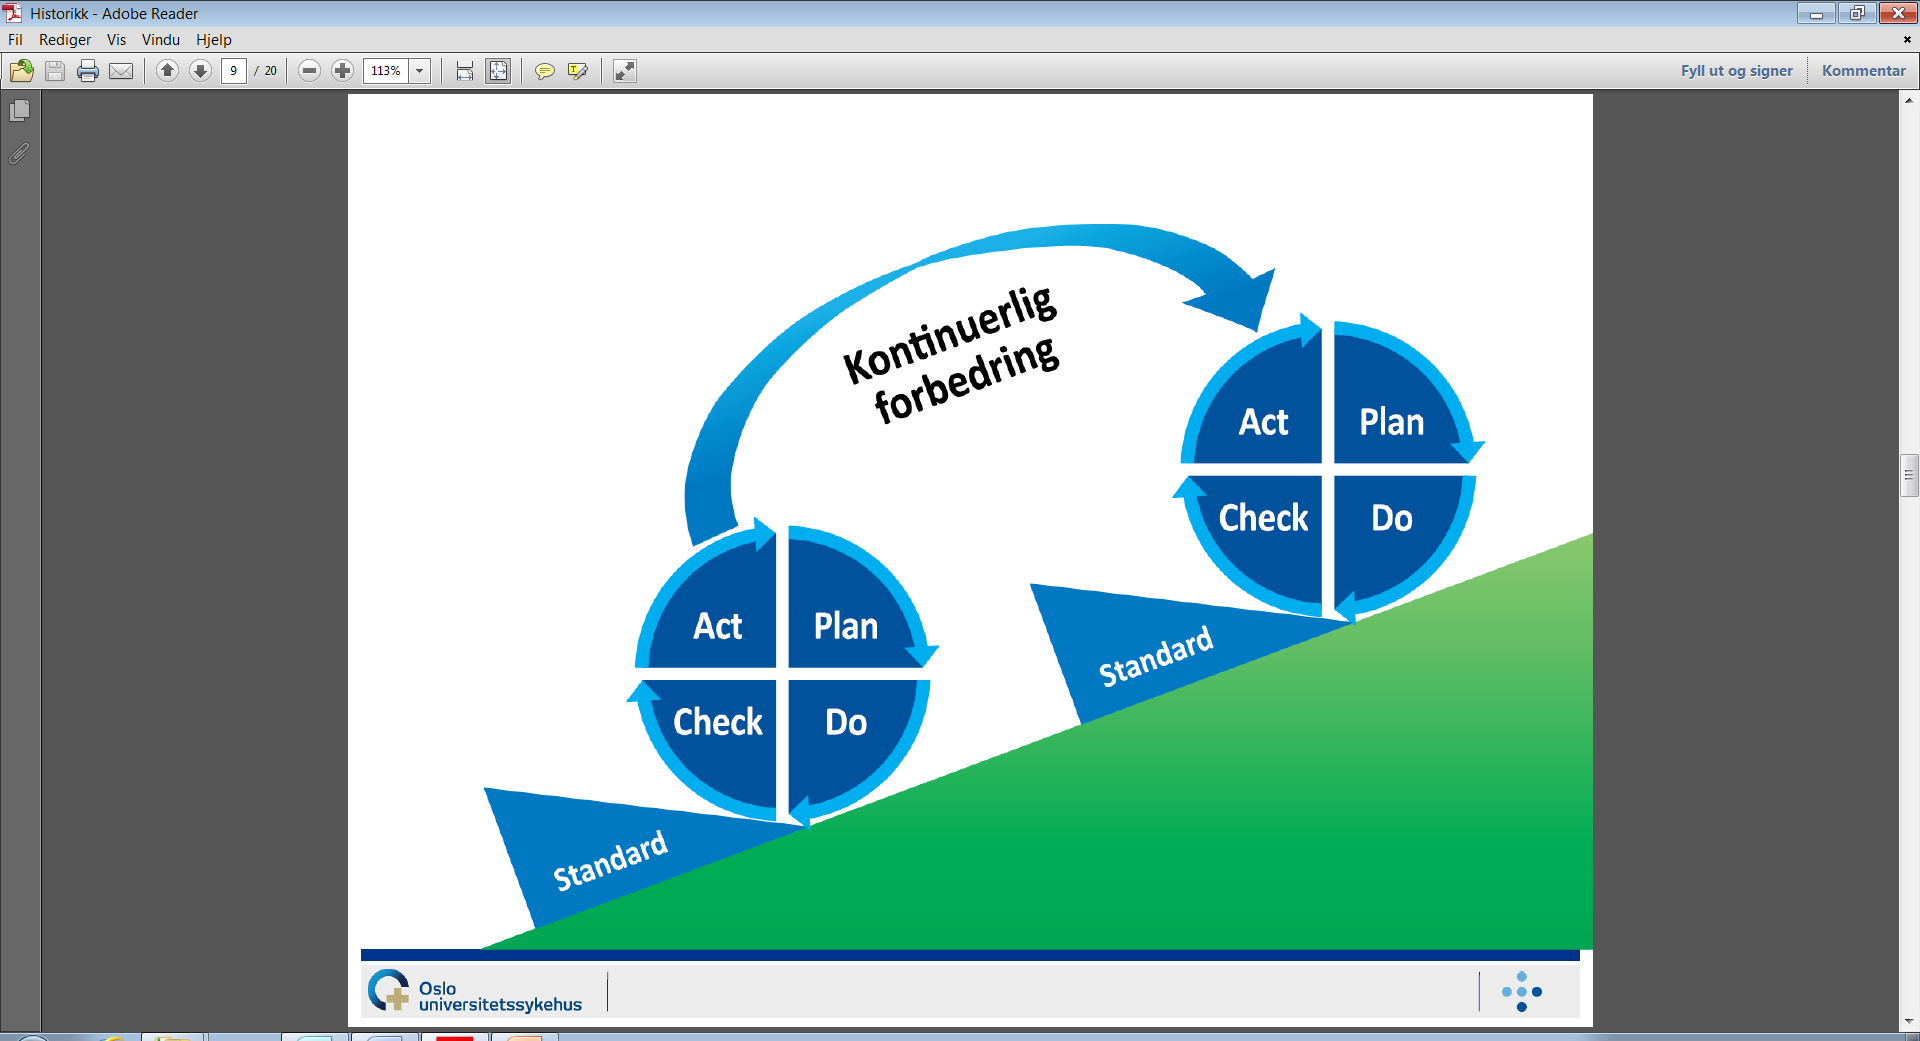 Historikk - Adobe Reader
Fil Rediger Vis Vindu Hjelp
9 / 20 113% Fyll ut og signer Kommentar
Kontinuerlig
forbedring
Act Plan
Check Do
Standard
Act Plan
Check Do
Standard
Oslo
universitetssykehus